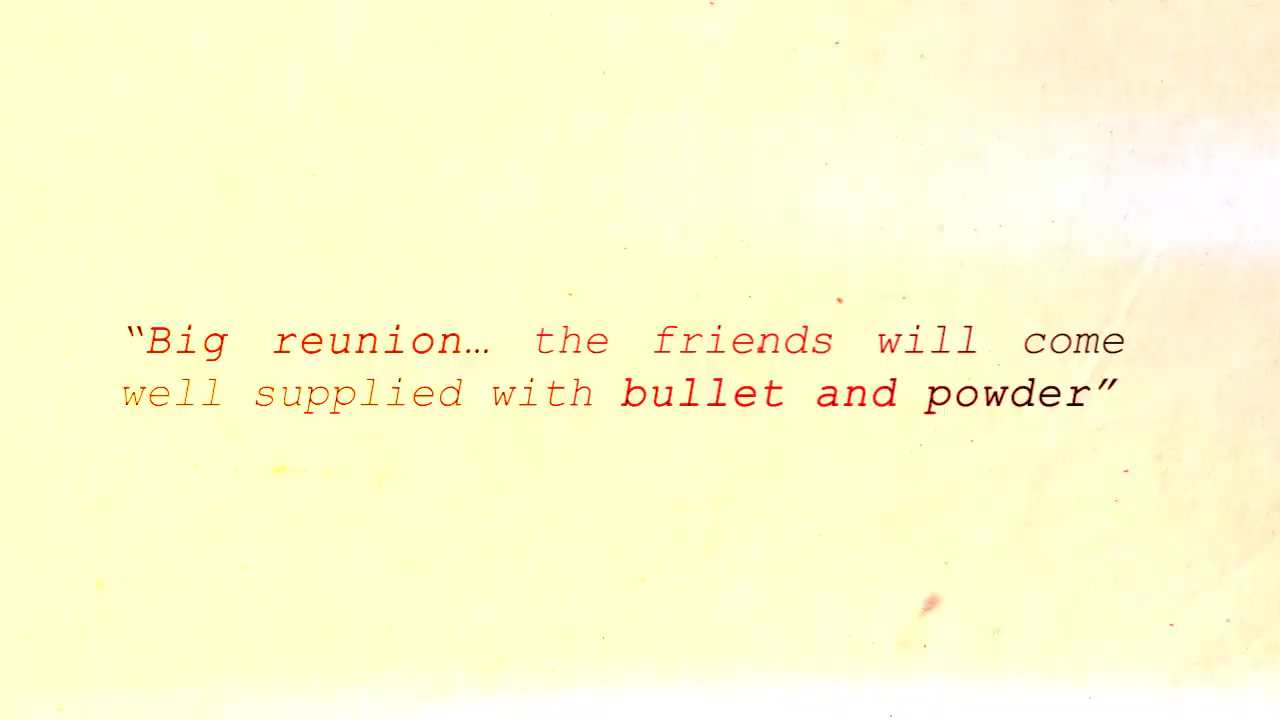 “Big reunion… the friends will come
well supplied with bullet and powder”